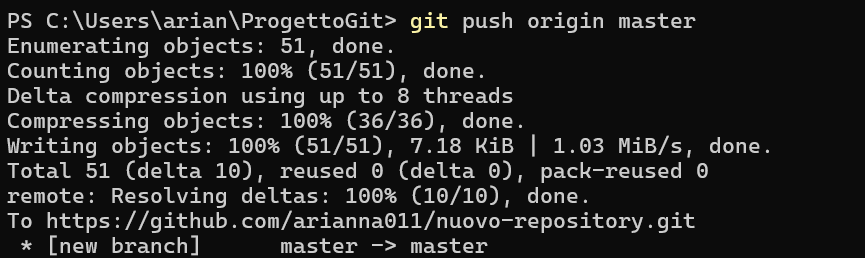 PS C:\Users\arian\ProgettoGit> git push origin master
Enumerating objects: 51, done.
Counting objects: 100% (51/51), done.
Delta compression using up to 8 threads
Compressing objects: 100% (36/36), done.
Writing objects: 100% (51/51), 7.18 KiB | 1.03 MiB/s, done.
Total 51 (delta 10), reused 0 (delta 0), pack-reused 0
remote: Resolving deltas: 100% (10/10), done.
To https://github.com/arianna011/nuovo-repository.git
 * [new branch]      master -> master